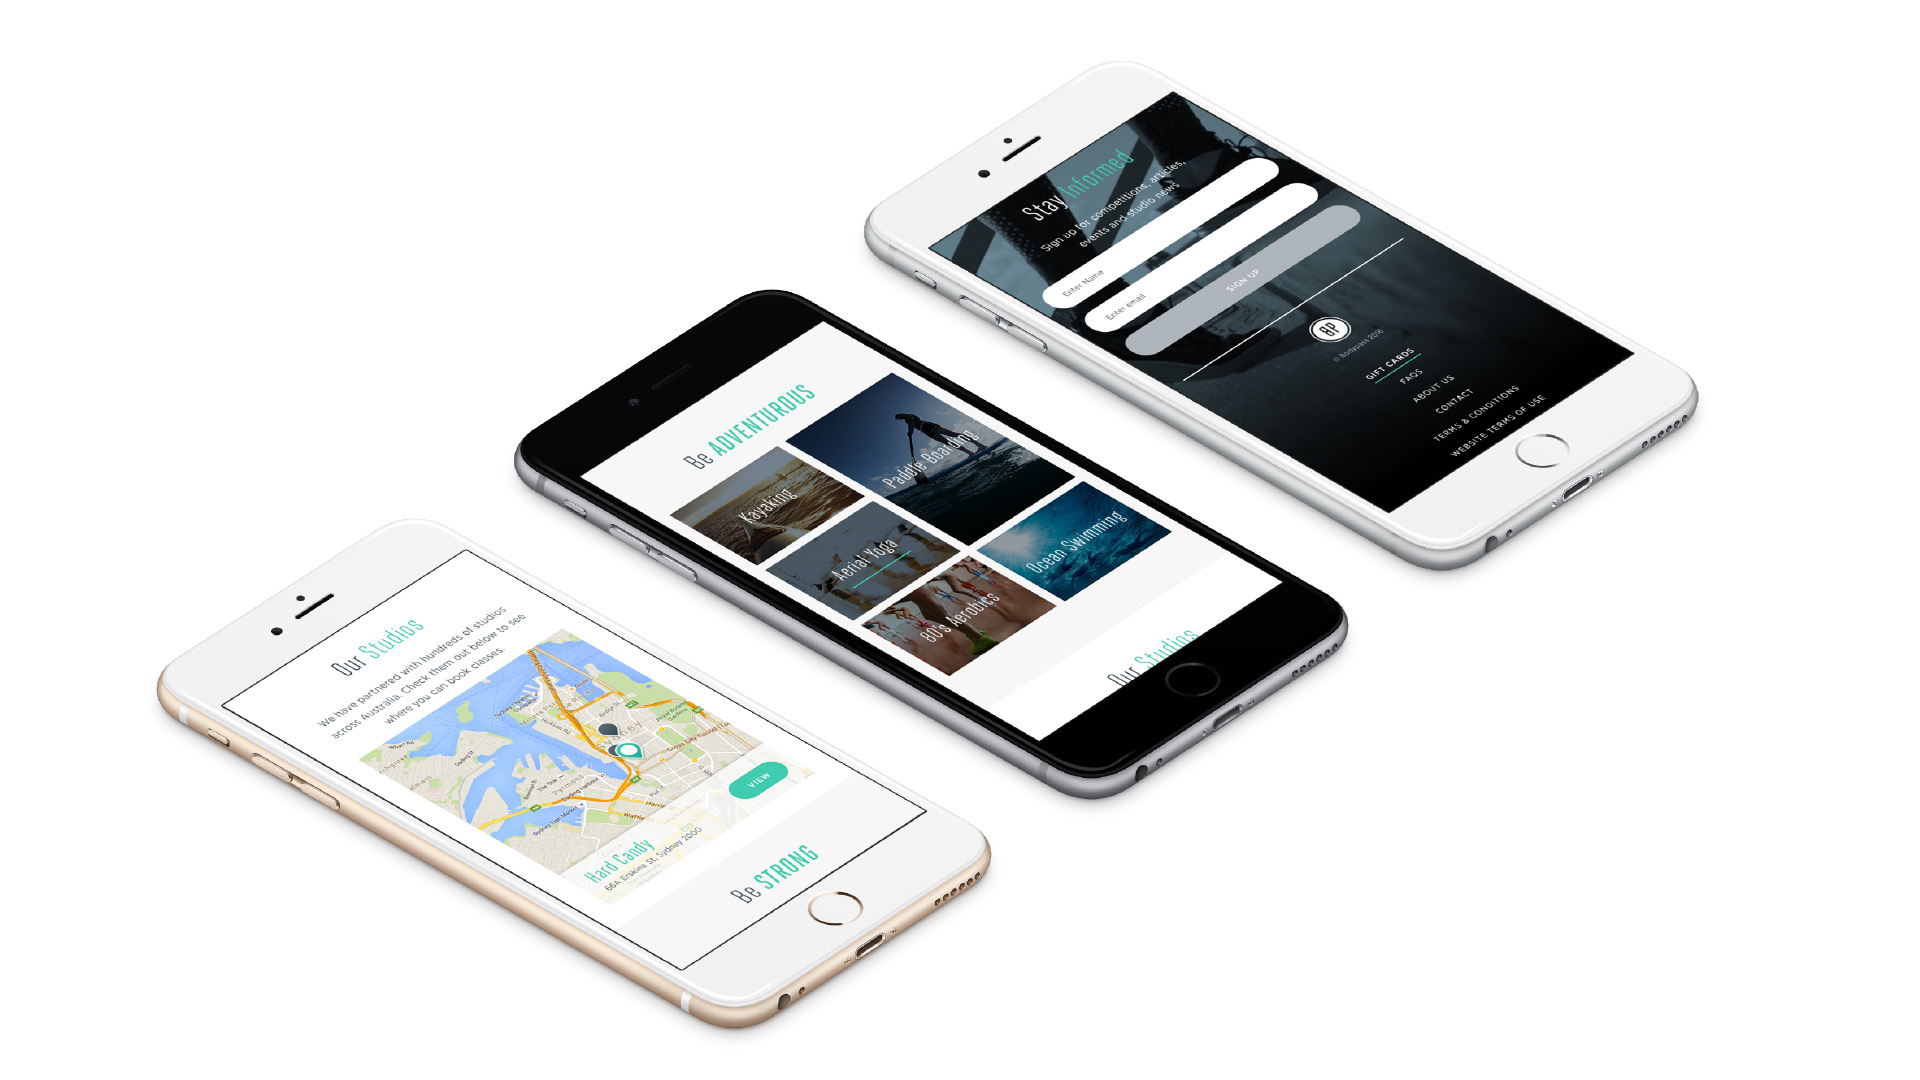 Our Studios
We have partnered with hundreds of studios
across Australia. Check them out below to see
where you can book classes.
Sydney
Pyrmont
Hard Candy
66A Erskine St, Sydney 2000
VIEW
Be STRONG
Be ADVENTUROUS
Kayaking
Paddle Boarding
Aerial Yoga
Ocean Swimming
80's Aerobics
Our Studios
Stay Informed
Sign up for competitions, articles,
events and studio news
Enter Name
Enter email
SIGN UP
BP
© Bodypass 2016
GIFT CARDS
FAQS
ABOUT US
CONTACT
TERMS & CONDITIONS
WEBSITE TERMS OF USE